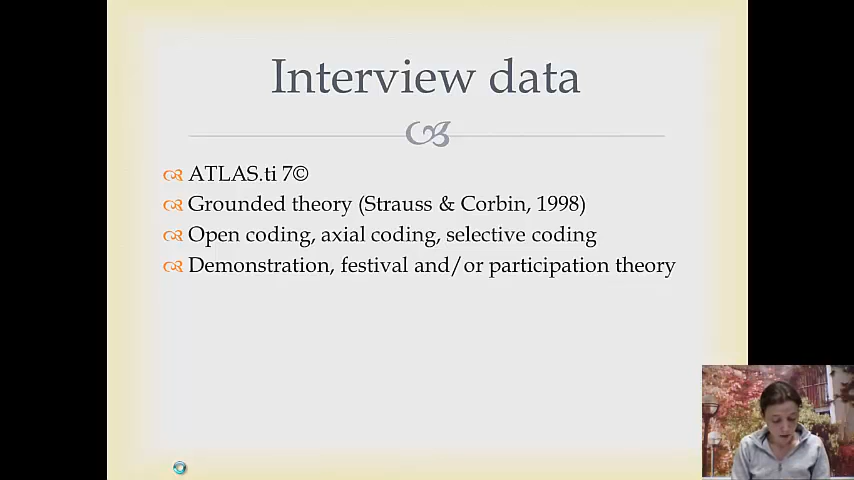 Interview data
ATLAS.ti 7©
Grounded theory (Strauss & Corbin, 1998)
Open coding, axial coding, selective coding
Demonstration, festival and/or participation theory